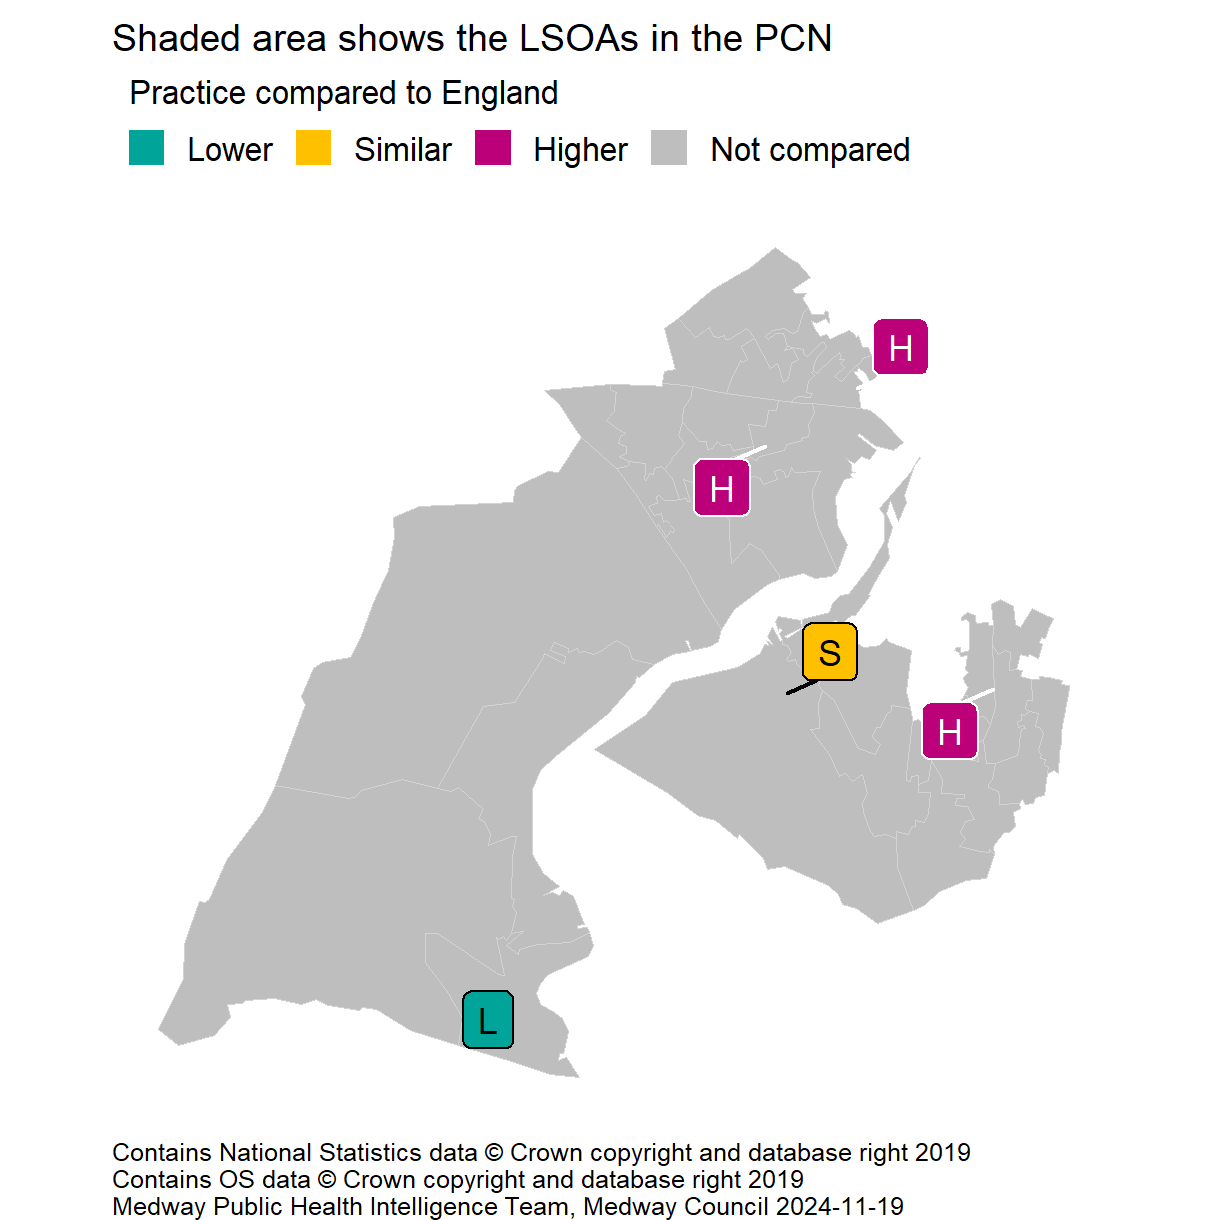 Shaded area shows the LSOAs in the PCN
Practice compared to England
Lower Similar Higher Not compared
H
H
S
H
L
Contains National Statistics data © Crown copyright and database right 2019
Contains OS data © Crown copyright and database right 2019
Medway Public Health Intelligence Team, Medway Council 2024-11-19